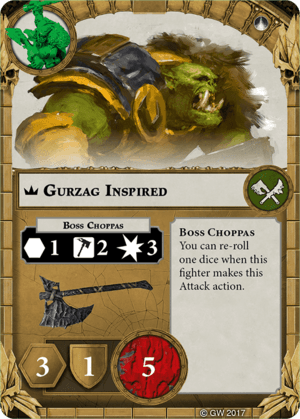 Gurzag Inspired
Boss Choppas
1 2 3
Boss Choppas
You can re-roll
one dice when this
fighter makes this
Attack action.
3 1 5
© GW 2017